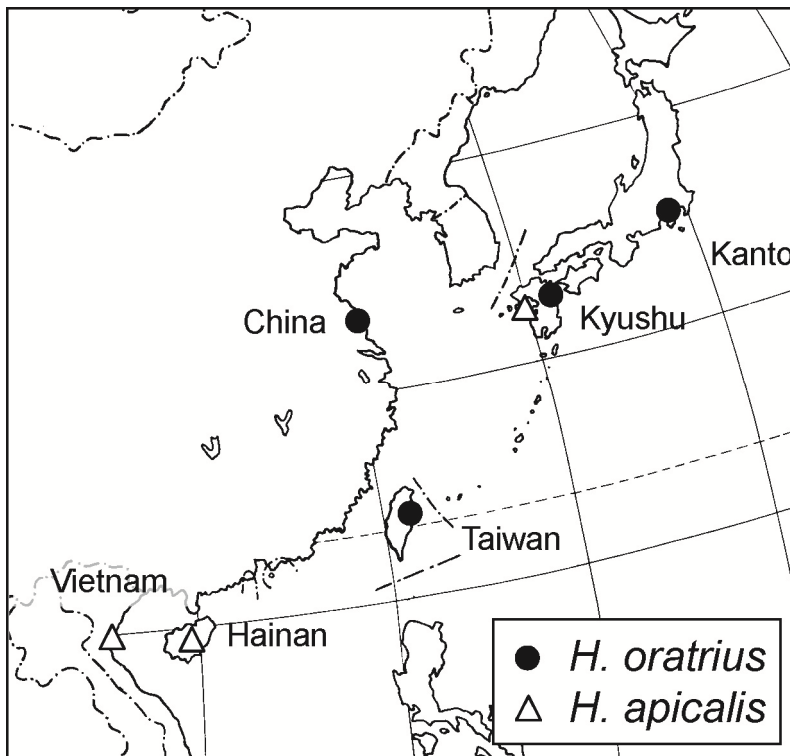 Kanto
China
Kyushu
Taiwan
Vietnam
Hainan
H. oratrius
H. apicalis